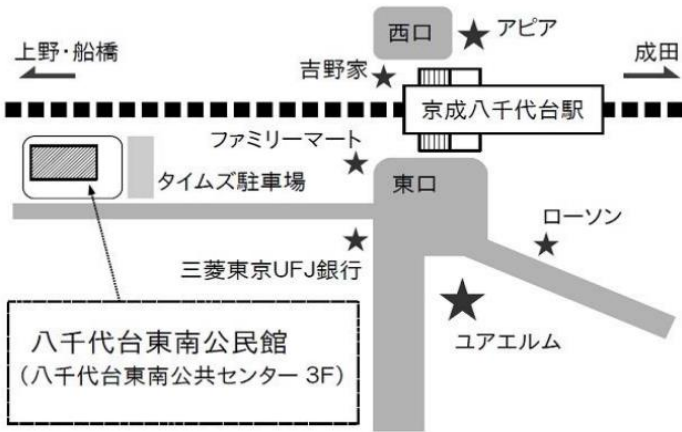 西口
アピア
上野・船橋
吉野家
成田
京成八千代台駅
ファミリーマート
タイムズ駐車場
東口
ローソン
三菱東京UFJ銀行
ユアエルム
八千代台東南公民館
(八千代台東南公共センター 3F)